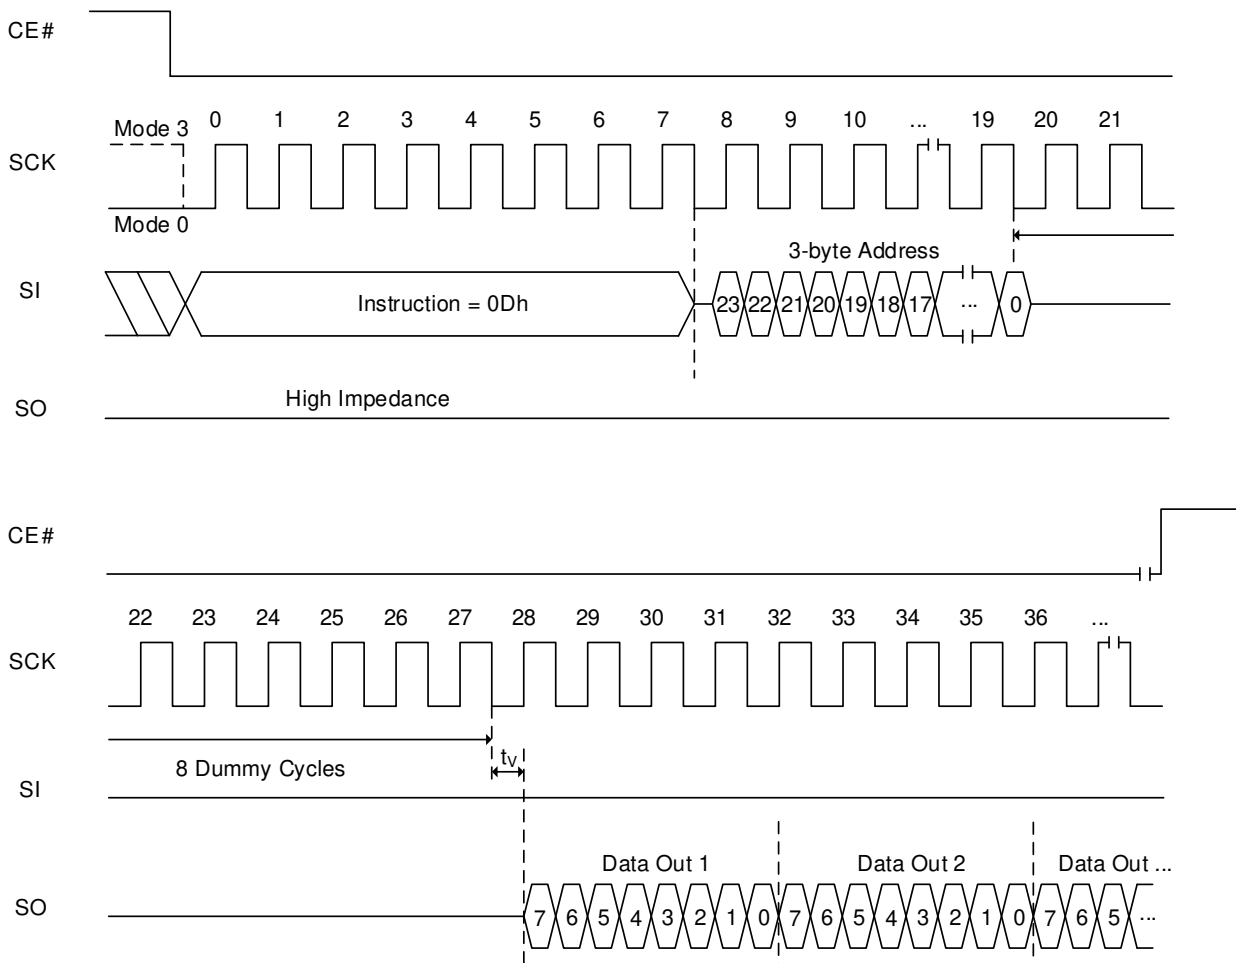 CE#
Mode 3 0 1 2 3 4 5 6 7 8 9 10 ... 19 20 21
SCK
Mode 0
3-byte Address
SI
Instruction = 0Dh 23 22 21 20 19 18 17 ... 0
High Impedance
SO
CE#
22 23 24 25 26 27 28 29 30 31 32 33 34 35 36 ...
SCK
8 Dummy Cycles tV
SI
Data Out 1 Data Out 2 Data Out ...
SO 7 6 5 4 3 2 1 0 7 6 5 4 3 2 1 0 7 6 5 ...